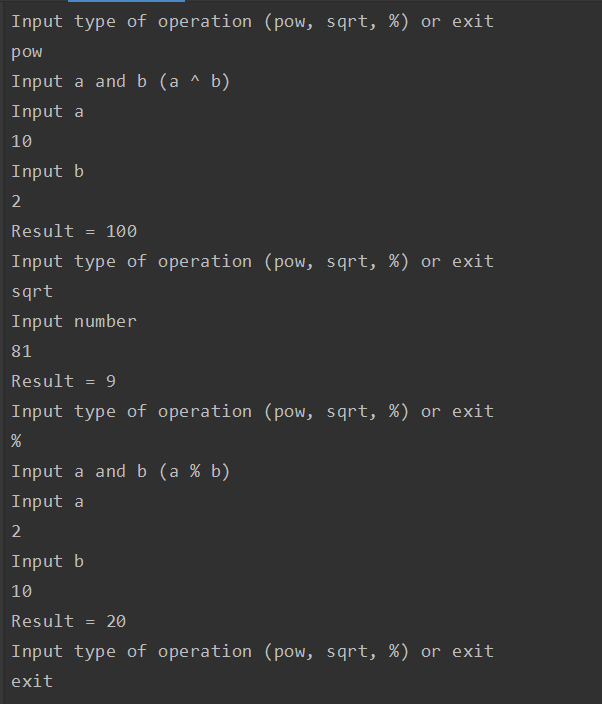 Input type of operation (pow, sqrt, %) or exit
pow
Input a and b (a ^ b)
Input a
10
Input b
2
Result = 100
Input type of operation (pow, sqrt, %) or exit
sqrt
Input number
81
Result = 9
Input type of operation (pow, sqrt, %) or exit
%
Input a and b (a % b)
Input a
2
Input b
10
Result = 20
Input type of operation (pow, sqrt, %) or exit
exit